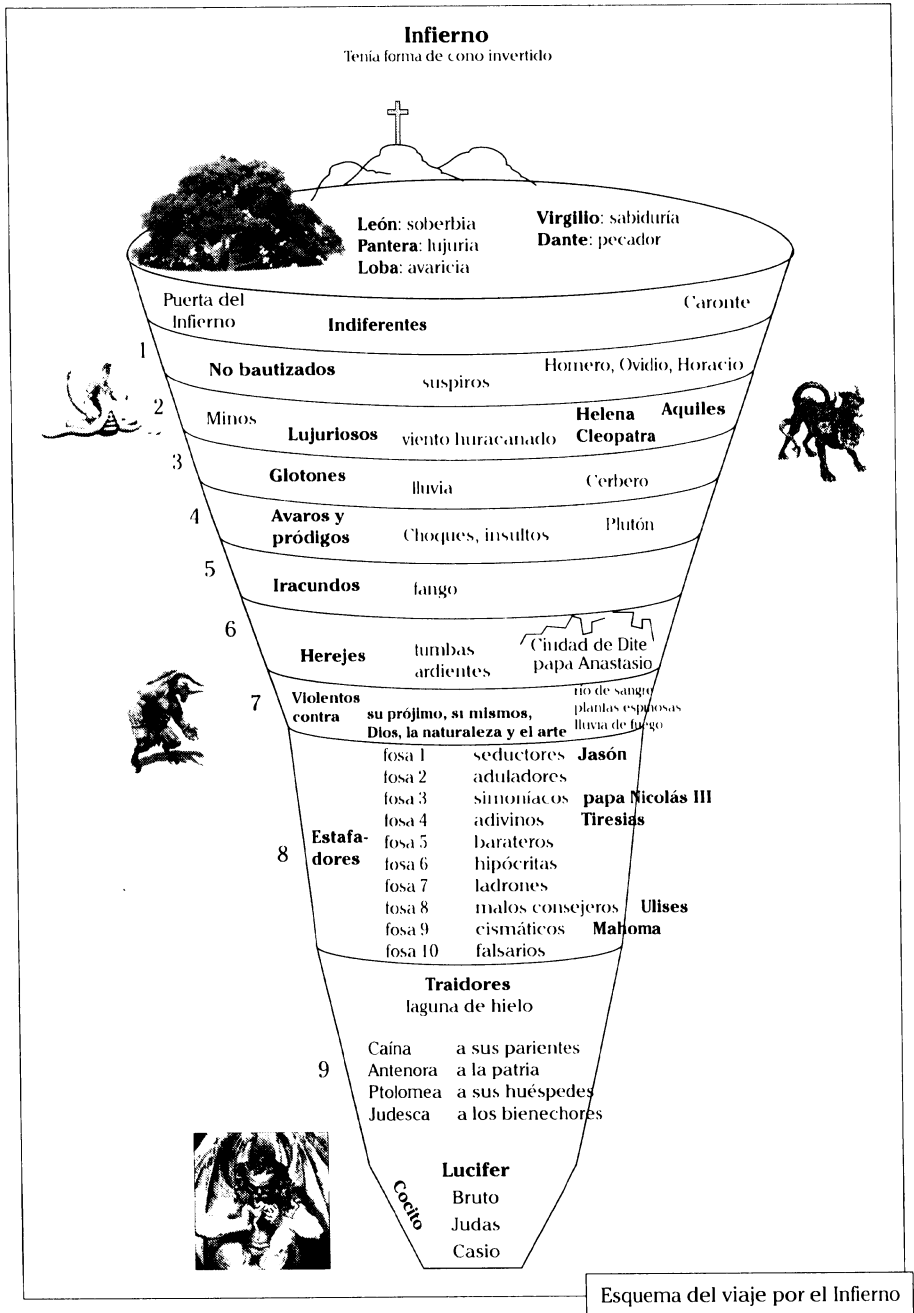 Infierno
Tenía forma de cono invertido
León: soberbia
Pantera: lujuria
Loba: avaricia
Virgilio: sabiduría
Dante: pecador
Puerta del
Infierno
Indiferentes
Caronte
1
No bautizados
suspiros
Homero, Ovidio, Horacio
2
Minos
Lujuriosos
viento huracanado
Helena
Cleopatra
Aquiles
3
Glotones
lluvia
Cerbero
4
Avaros y
pródigos
Choques, insultos
Plutón
5
Iracundos
fango
6
Herejes
tumbas
ardientes
Ciudad de Dite
papa Anastasio
7
Violentos
contra
su prójimo, sí mismos,
Dios, la naturaleza y el arte
río de sangre
plantas espinosas
lluvia de fuego
8
Estafa-
dores
fosa 1 seductores Jasón
fosa 2 aduladores
fosa 3 simoníacos papa Nicolás III
fosa 4 adivinos Tiresias
fosa 5 barateros
fosa 6 hipócritas
fosa 7 ladrones
fosa 8 malos consejeros Ulises
fosa 9 cismáticos Mahoma
fosa 10 falsarios
9
Traidores
laguna de hielo
Caína a sus parientes
Antenora a la patria
Ptolomea a sus huéspedes
Judesca a los bienechores
Cocito
Lucifer
Bruto
Judas
Casio
Esquema del viaje por el Infierno